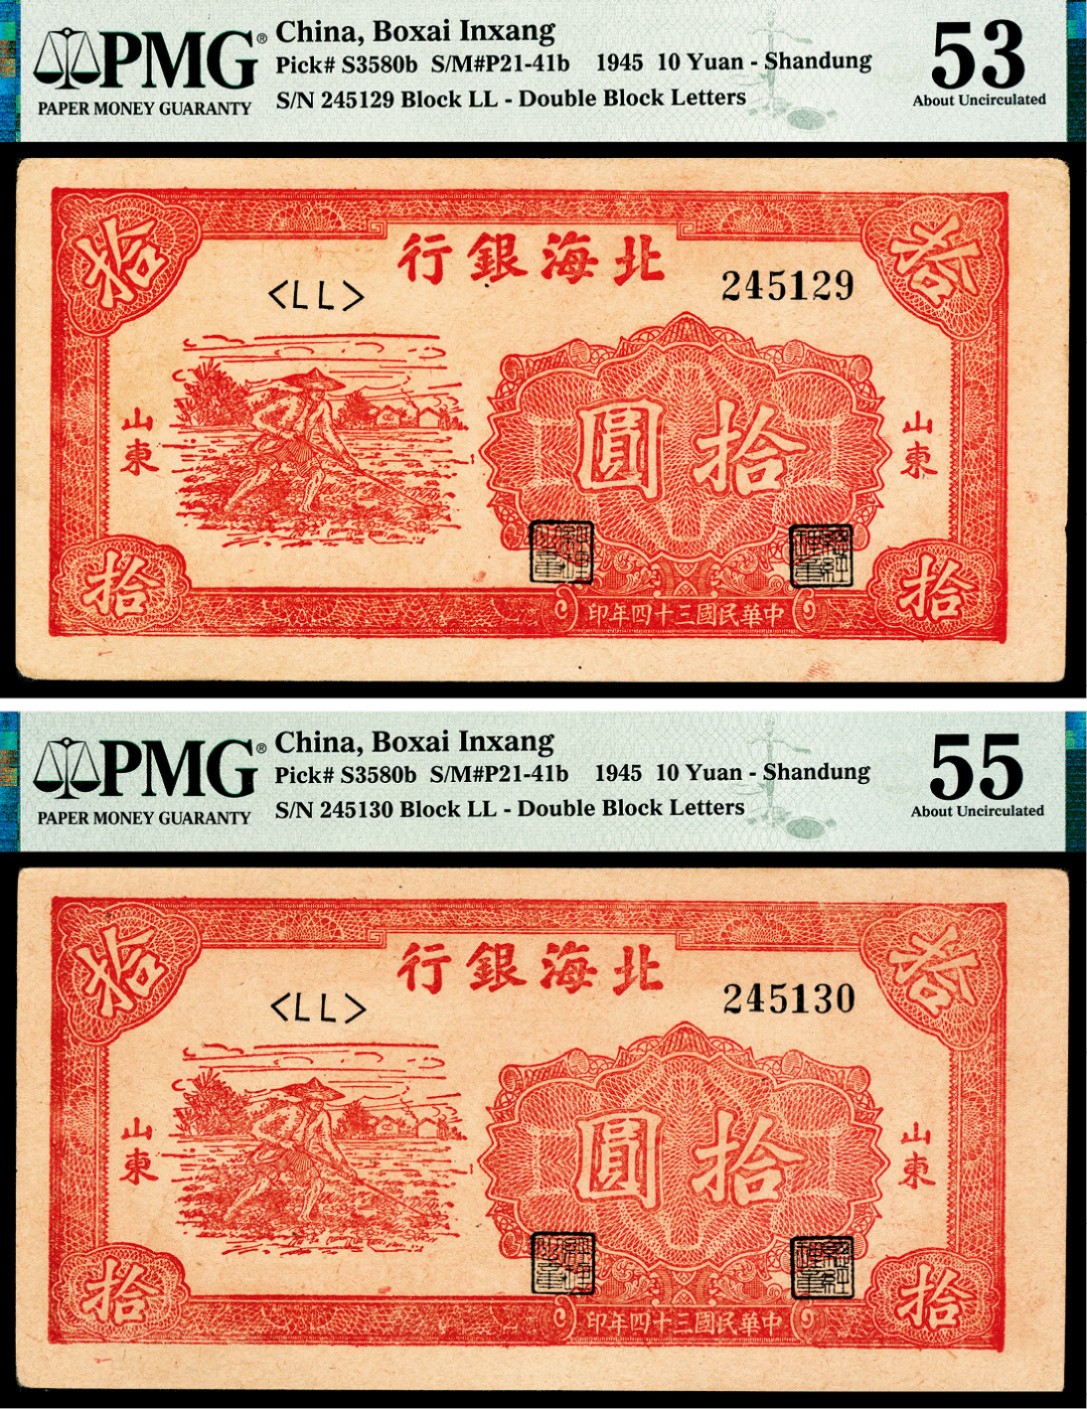 PMG®
PAPER MONEY GUARANTY
China, Boxai Inxang
Pick# S3580b S/M#P21-41b 1945 10 Yuan - Shandung
S/N 245129 Block LL - Double Block Letters
53
About Uncirculated
拾
拾
行銀海北
<LL>
245129
山東
圓拾
山東
拾
印年四十三國民華中
拾
PMG®
PAPER MONEY GUARANTY
China, Boxai Inxang
Pick# S3580b S/M#P21-41b 1945 10 Yuan - Shandung
S/N 245130 Block LL - Double Block Letters
55
About Uncirculated
拾
拾
行銀海北
<LL>
245130
山東
圓拾
山東
拾
印年四十三國民華中
拾